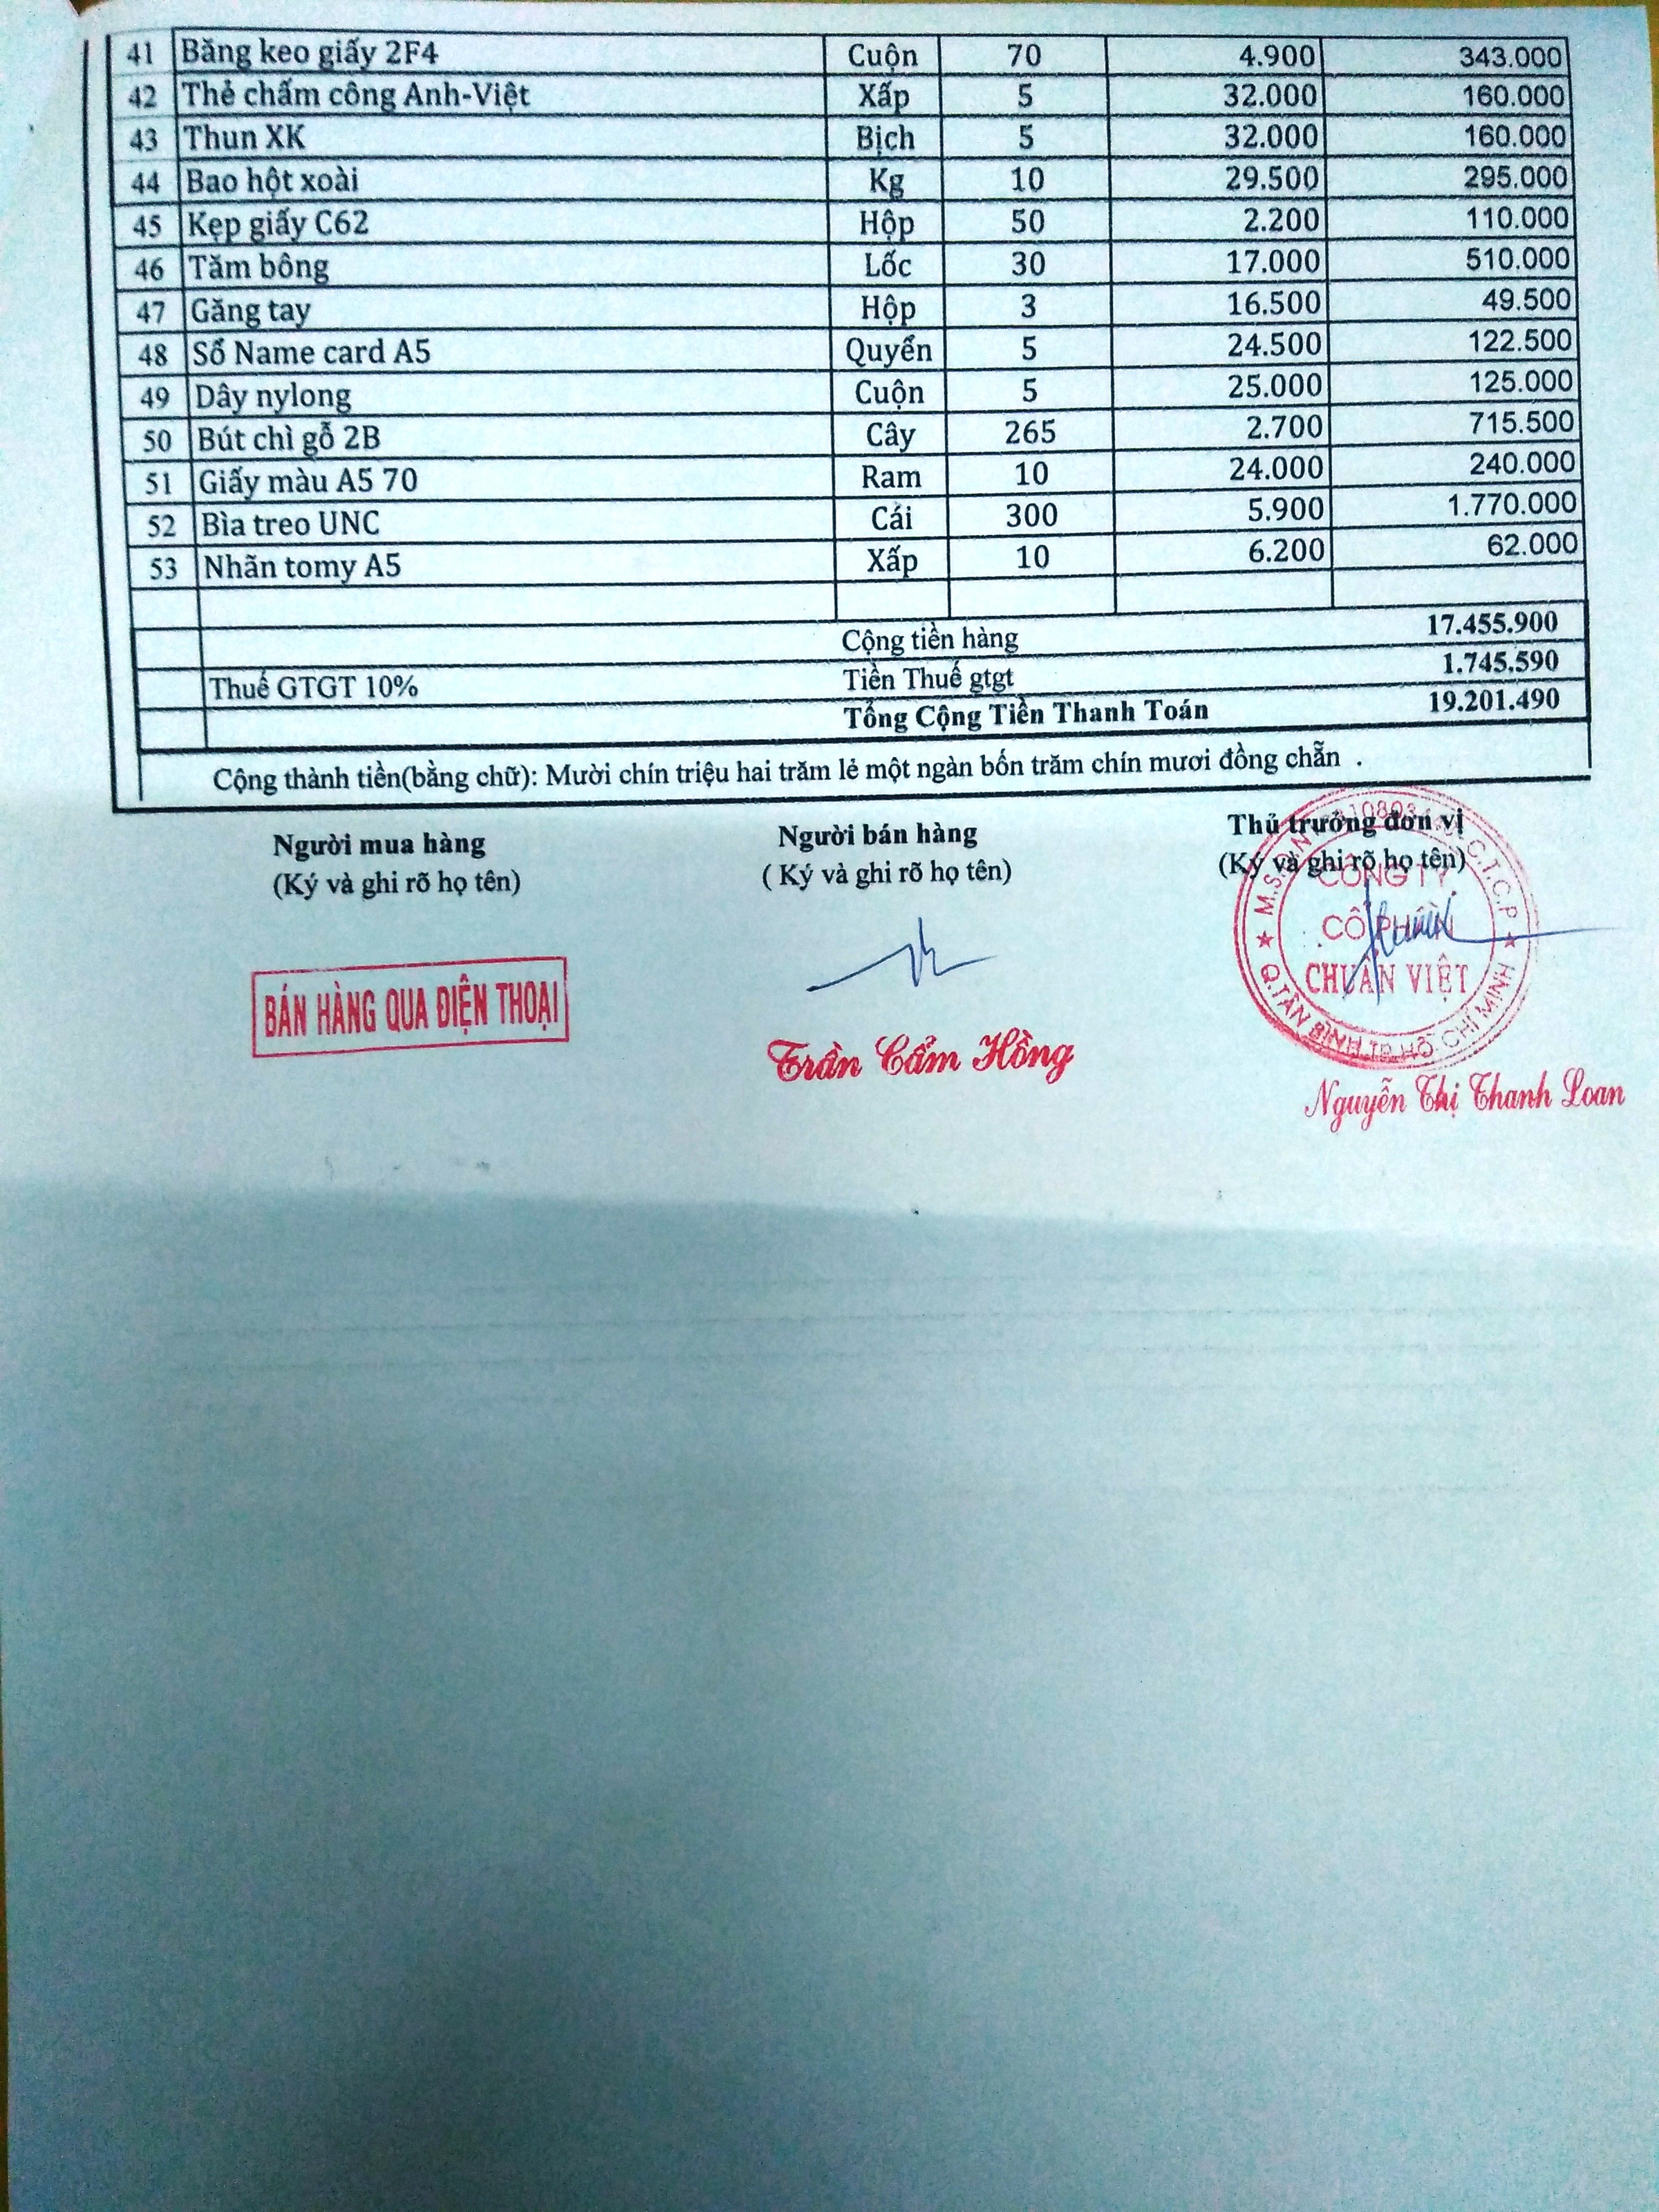 41 Băng keo giấy 2F4 Cuộn 70 4.900 343.000
42 Thẻ chấm công Anh-Việt Xấp 5 32.000 160.000
43 Thun XK Bịch 5 32.000 160.000
44 Bao hột xoài Kg 10 29.500 295.000
45 Kẹp giấy C62 Hộp 50 2.200 110.000
46 Tăm bông Lốc 30 17.000 510.000
47 Găng tay Hộp 3 16.500 49.500
48 Sổ Name card A5 Quyển 5 24.500 122.500
49 Dây nylong Cuộn 5 25.000 125.000
50 Bút chì gỗ 2B Cây 265 2.700 715.500
51 Giấy màu A5 70 Ram 10 24.000 240.000
52 Bìa treo UNC Cái 300 5.900 1.770.000
53 Nhãn tomy A5 Xấp 10 6.200 62.000
Cộng tiền hàng 17.455.900
Thuế GTGT 10% Tiền Thuế gtgt 1.745.590
Tổng Cộng Tiền Thanh Toán 19.201.490
Cộng thành tiền(bằng chữ): Mười chín triệu hai trăm lẻ một ngàn bốn trăm chín mươi đồng chẵn .
Người mua hàng Người bán hàng Thủ trưởng đơn vị
(Ký và ghi rõ họ tên) ( Ký và ghi rõ họ tên) (Ký và ghi rõ họ tên)
CÔNG TY
CỔ PHẦN
CHUẨN VIỆT
Q.TÂN BÌNH.TP.HỒ CHÍ MINH
BÁN HÀNG QUA ĐIỆN THOẠI
Trần Cẩm Hồng
Nguyễn Thị Thanh Loan